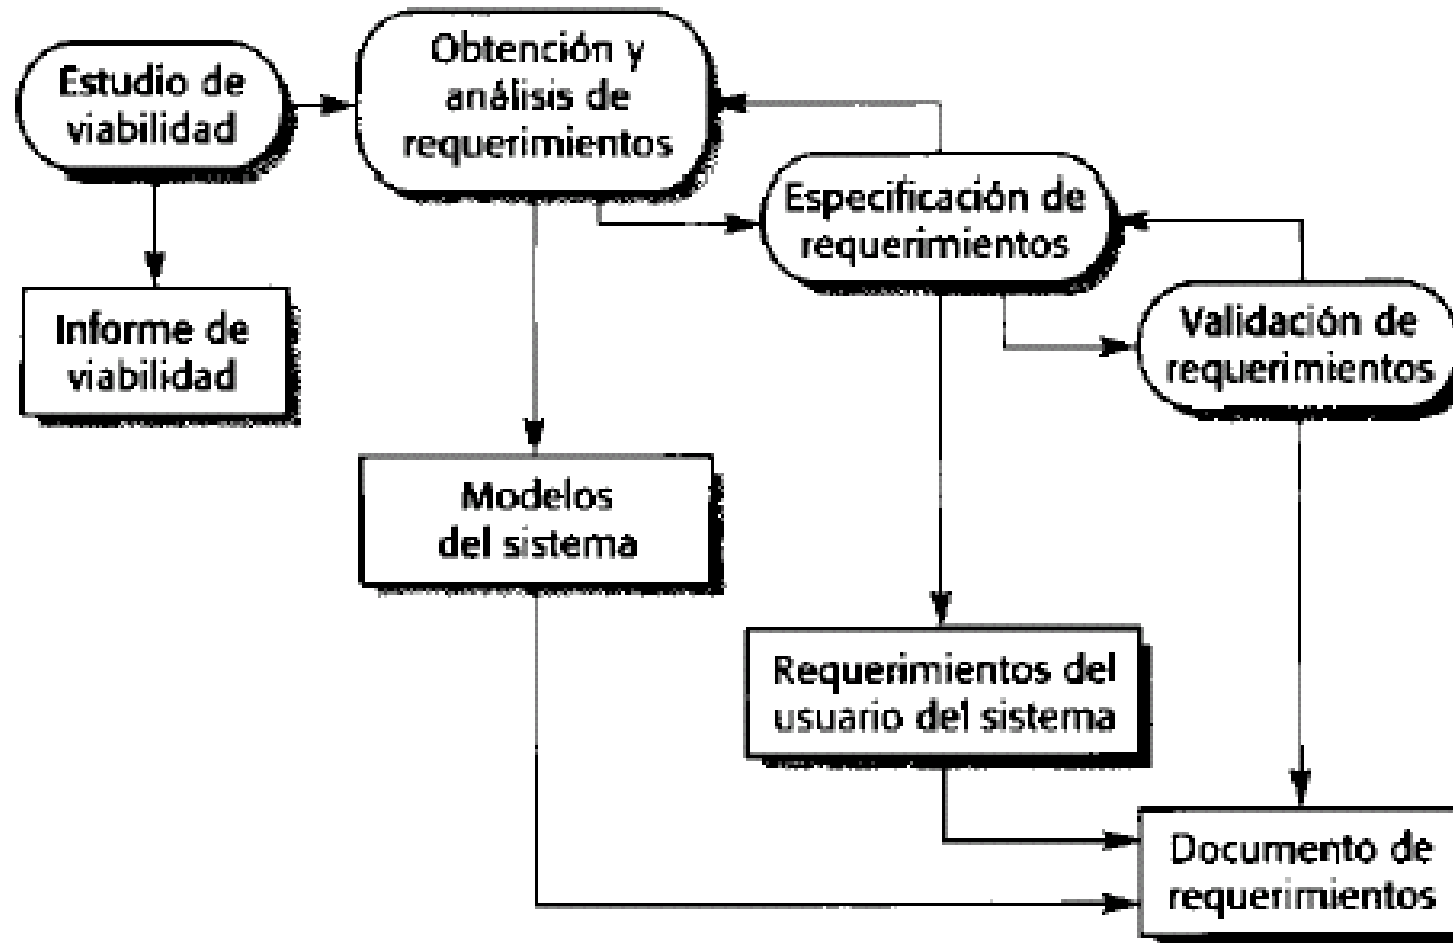 Estudio de
viabilidad
Obtención y
análisis de
requerimientos
Especificación de
requerimientos
Validación de
requerimientos
Informe de
viabilidad
Modelos
del sistema
Requerimientos del
usuario del sistema
Documento de
requerimientos